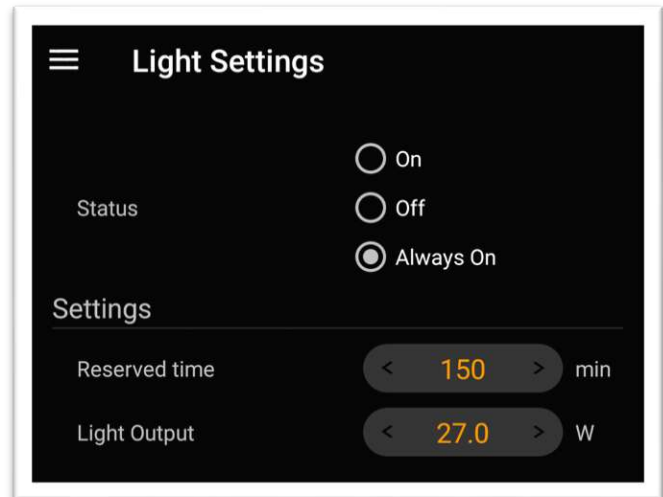 Light Settings
On
Status
Off
Always On
Settings
Reserved time < 150 > min
Light Output < 27.0 > W